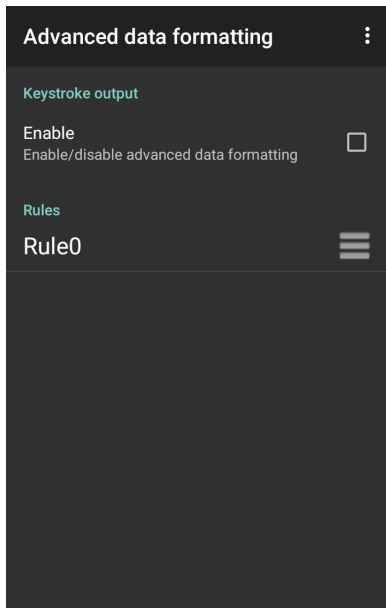 Advanced data formatting
Keystroke output
Enable
Enable/disable advanced data formatting
Rules
Rule0